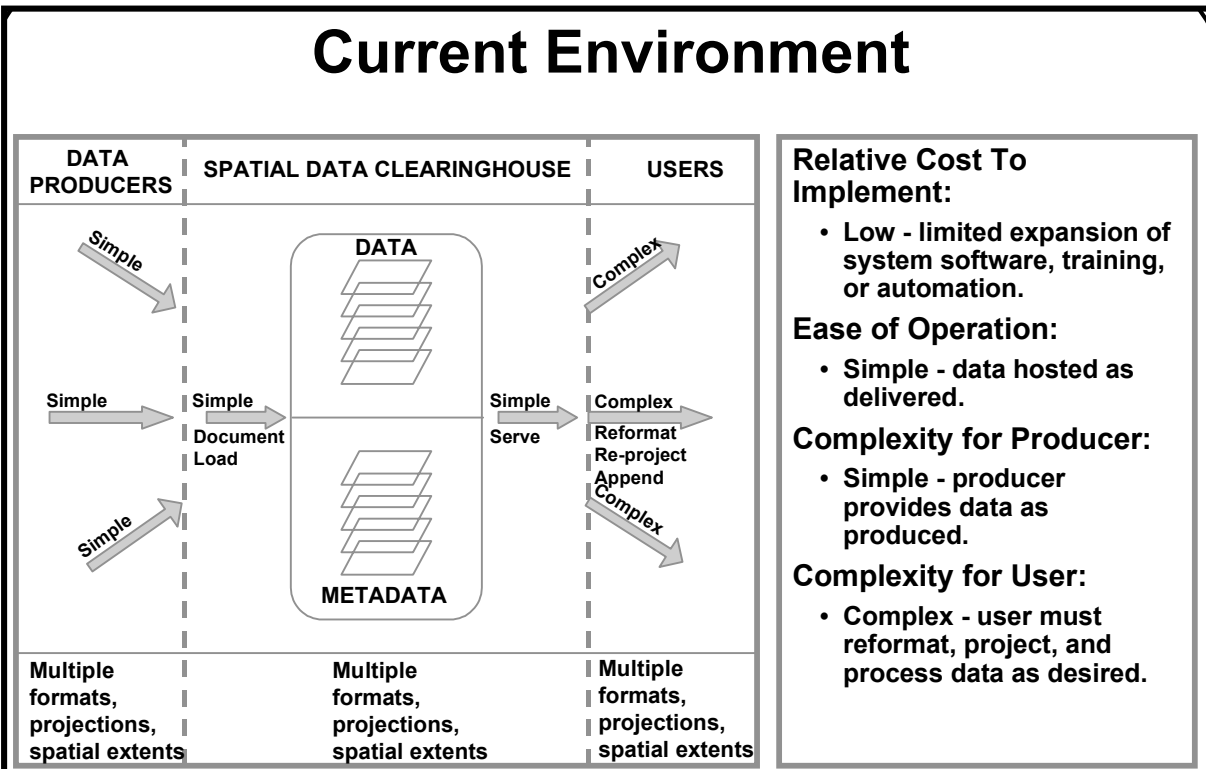 Current Environment
DATA
PRODUCERS
SPATIAL DATA CLEARINGHOUSE
USERS
Simple
Simple
Simple
Simple
Document
Load
DATA
METADATA
Simple
Serve
Complex
Complex
Reformat
Re-project
Append
Complex
Multiple
formats,
projections,
spatial extents
Multiple
formats,
projections,
spatial extents
Multiple
formats,
projections,
spatial extents
Relative Cost To
Implement:
• Low - limited expansion of
system software, training,
or automation.
Ease of Operation:
• Simple - data hosted as
delivered.
Complexity for Producer:
• Simple - producer
provides data as
produced.
Complexity for User:
• Complex - user must
reformat, project, and
process data as desired.